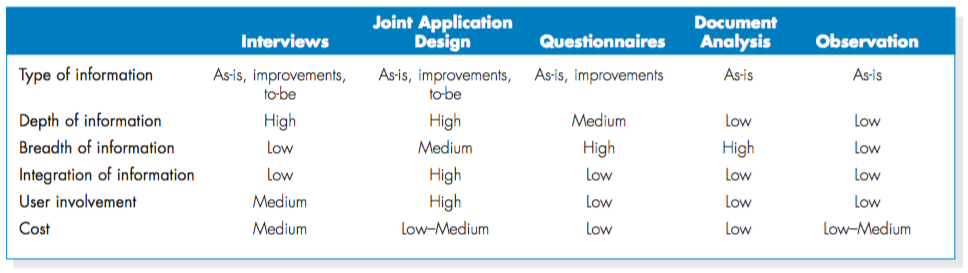 Interviews Joint Application Design Questionnaires Document Analysis Observation
Type of information As-is, improvements, to-be As-is, improvements, to-be As-is, improvements As-is As-is
Depth of information High High Medium Low Low
Breadth of information Low Medium High High Low
Integration of information Low High Low Low Low
User involvement Medium High Low Low Low
Cost Medium Low–Medium Low Low Low–Medium